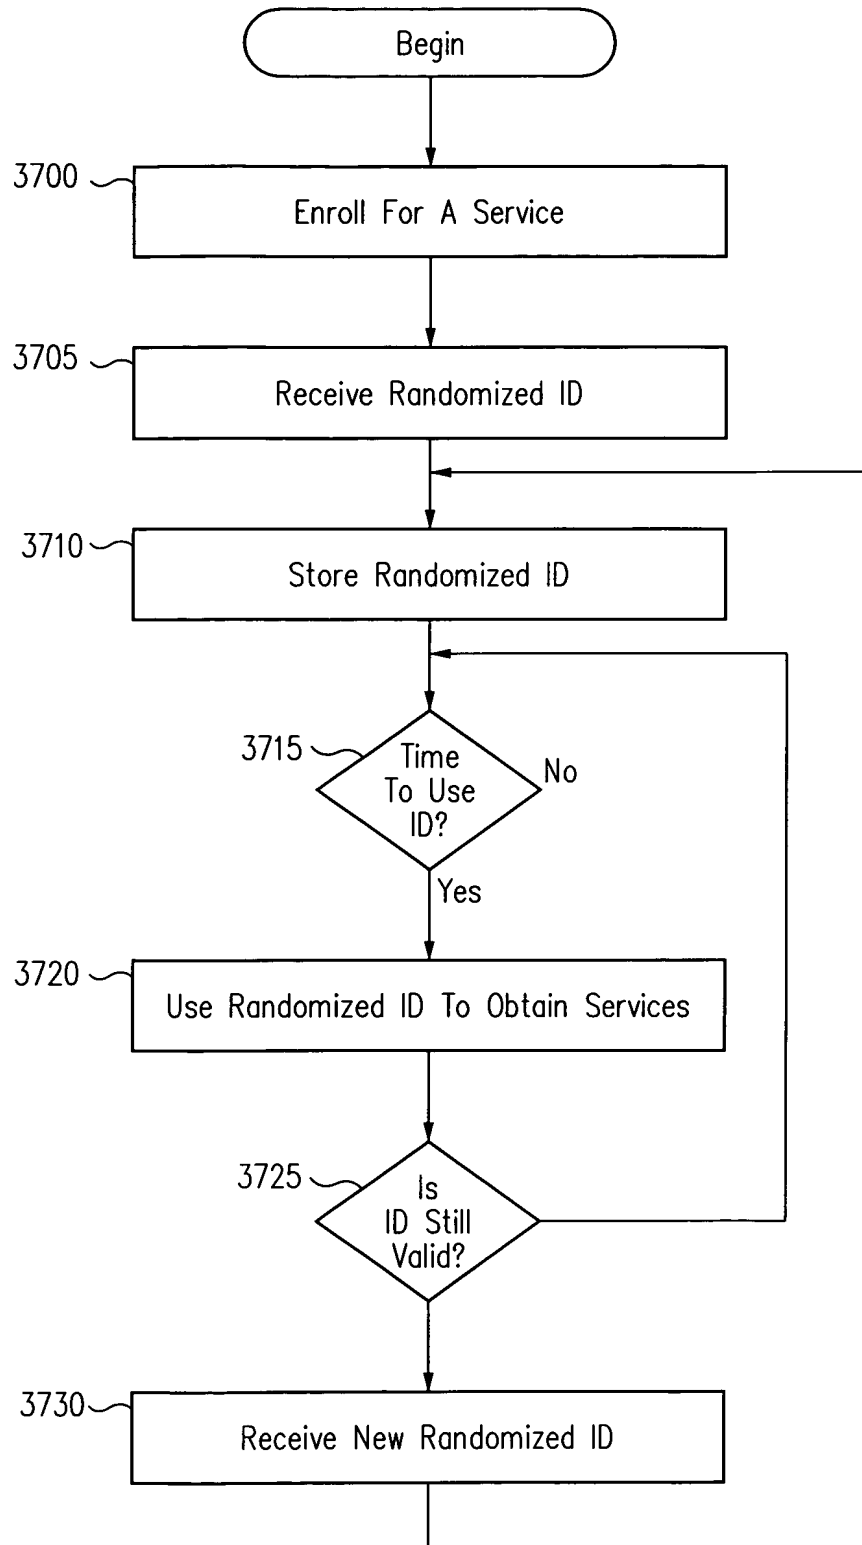 Begin
3700
Enroll For A Service
3705
Receive Randomized ID
3710
Store Randomized ID
3715
Time
To Use
ID?
No
Yes
3720
Use Randomized ID To Obtain Services
3725
Is
ID Still
Valid?
3730
Receive New Randomized ID